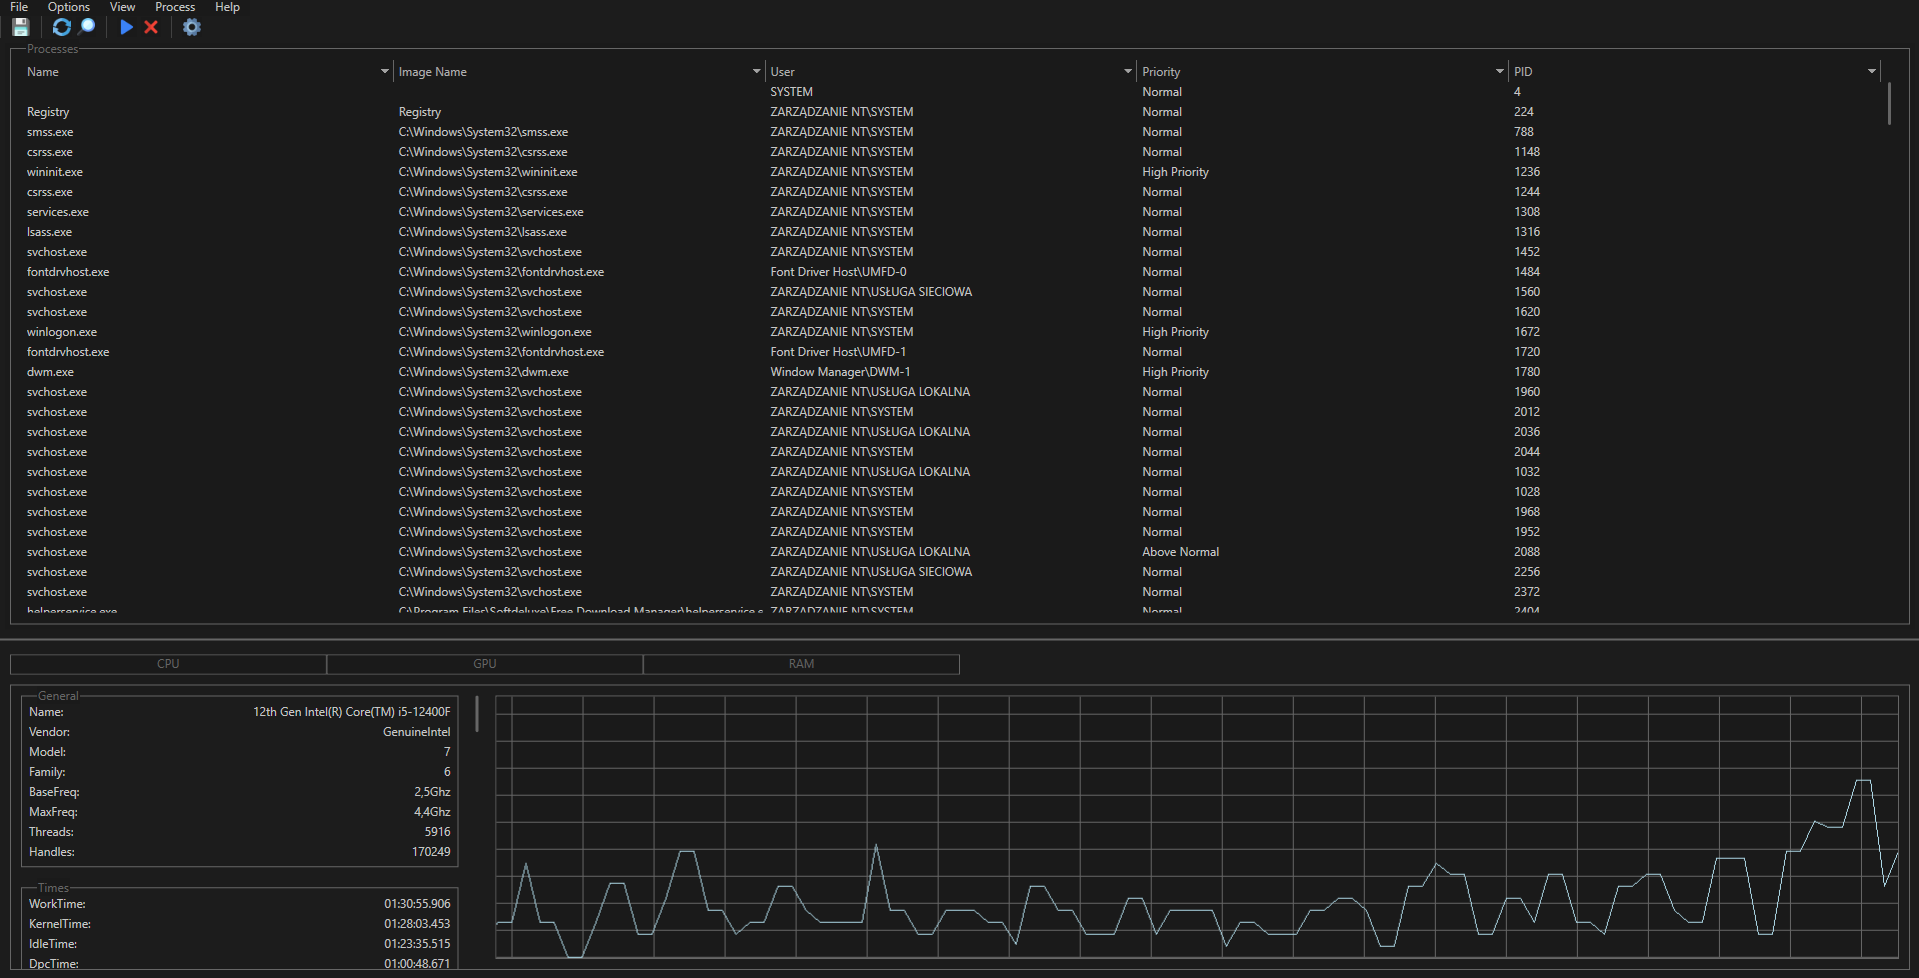 File Options View Process Help
Processes
Name Image Name User Priority PID
SYSTEM Normal 4
Registry Registry ZARZĄDZANIE NT\SYSTEM Normal 224
smss.exe C:\Windows\System32\smss.exe ZARZĄDZANIE NT\SYSTEM Normal 788
csrss.exe C:\Windows\System32\csrss.exe ZARZĄDZANIE NT\SYSTEM Normal 1148
wininit.exe C:\Windows\System32\wininit.exe ZARZĄDZANIE NT\SYSTEM High Priority 1236
csrss.exe C:\Windows\System32\csrss.exe ZARZĄDZANIE NT\SYSTEM Normal 1244
services.exe C:\Windows\System32\services.exe ZARZĄDZANIE NT\SYSTEM Normal 1308
lsass.exe C:\Windows\System32\lsass.exe ZARZĄDZANIE NT\SYSTEM Normal 1316
svchost.exe C:\Windows\System32\svchost.exe ZARZĄDZANIE NT\SYSTEM Normal 1452
fontdrvhost.exe C:\Windows\System32\fontdrvhost.exe Font Driver Host\UMFD-0 Normal 1484
svchost.exe C:\Windows\System32\svchost.exe ZARZĄDZANIE NT\USŁUGA SIECIOWA Normal 1560
svchost.exe C:\Windows\System32\svchost.exe ZARZĄDZANIE NT\SYSTEM Normal 1620
winlogon.exe C:\Windows\System32\winlogon.exe ZARZĄDZANIE NT\SYSTEM High Priority 1672
fontdrvhost.exe C:\Windows\System32\fontdrvhost.exe Font Driver Host\UMFD-1 Normal 1720
dwm.exe C:\Windows\System32\dwm.exe Window Manager\DWM-1 High Priority 1780
svchost.exe C:\Windows\System32\svchost.exe ZARZĄDZANIE NT\USŁUGA LOKALNA Normal 1960
svchost.exe C:\Windows\System32\svchost.exe ZARZĄDZANIE NT\SYSTEM Normal 2012
svchost.exe C:\Windows\System32\svchost.exe ZARZĄDZANIE NT\USŁUGA LOKALNA Normal 2036
svchost.exe C:\Windows\System32\svchost.exe ZARZĄDZANIE NT\SYSTEM Normal 2044
svchost.exe C:\Windows\System32\svchost.exe ZARZĄDZANIE NT\USŁUGA LOKALNA Normal 1032
svchost.exe C:\Windows\System32\svchost.exe ZARZĄDZANIE NT\SYSTEM Normal 1028
svchost.exe C:\Windows\System32\svchost.exe ZARZĄDZANIE NT\SYSTEM Normal 1968
svchost.exe C:\Windows\System32\svchost.exe ZARZĄDZANIE NT\SYSTEM Normal 1952
svchost.exe C:\Windows\System32\svchost.exe ZARZĄDZANIE NT\USŁUGA LOKALNA Above Normal 2088
svchost.exe C:\Windows\System32\svchost.exe ZARZĄDZANIE NT\USŁUGA SIECIOWA Normal 2256
svchost.exe C:\Windows\System32\svchost.exe ZARZĄDZANIE NT\SYSTEM Normal 2372
helperservice.exe C:\Program Files\Softdeluxe\Free Download Manager\helperservice.e ZARZĄDZANIE NT\SYSTEM Normal 2404
CPU GPU RAM
General
Name: 12th Gen Intel(R) Core(TM) i5-12400F
Vendor: GenuineIntel
Model: 7
Family: 6
BaseFreq: 2,5Ghz
MaxFreq: 4,4Ghz
Threads: 5916
Handles: 170249
Times
WorkTime: 01:30:55.906
KernelTime: 01:28:03.453
IdleTime: 01:23:35.515
DpcTime: 01:00:48.671